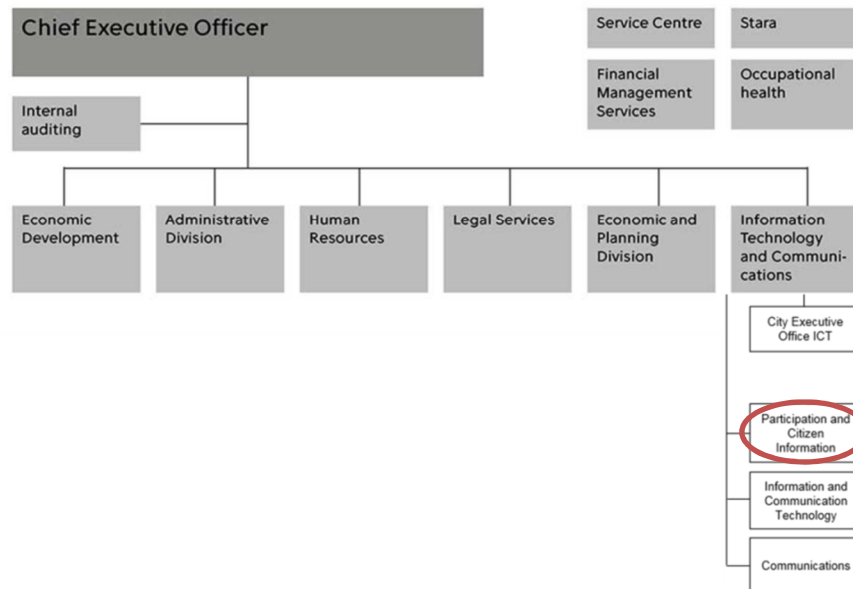 Chief Executive Officer
Service Centre
Stara
Financial
Management
Services
Occupational
health
Internal
auditing
Economic
Development
Administrative
Division
Human
Resources
Legal Services
Economic and
Planning
Division
Information
Technology
and Communi-
cations
City Executive
Office ICT
Participation and
Citizen
Information
Information and
Communication
Technology
Communications